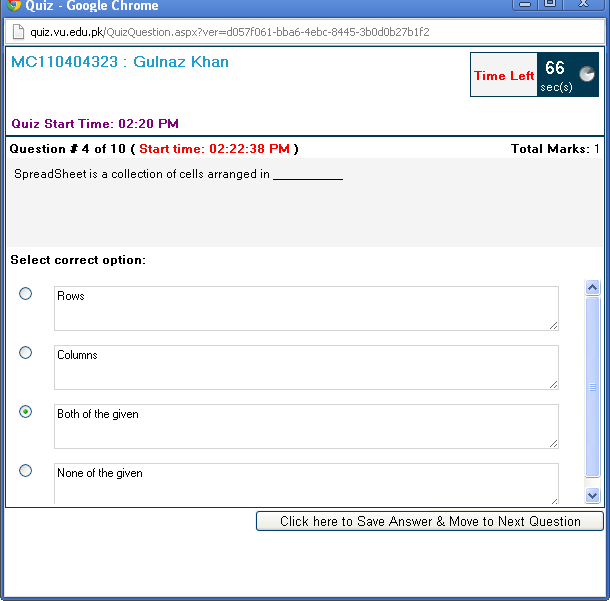 Quiz - Google Chrome
quiz.vu.edu.pk/QuizQuestion.aspx?ver=d057f061-bba6-4ebc-8445-3b0d0b27b1f2
MC110404323 : Gulnaz Khan
Time Left 66
sec(s)
Quiz Start Time: 02:20 PM
Question # 4 of 10 ( Start time: 02:22:38 PM ) Total Marks: 1
SpreadSheet is a collection of cells arranged in ___________
Select correct option:
Rows
Columns
Both of the given
None of the given
Click here to Save Answer & Move to Next Question